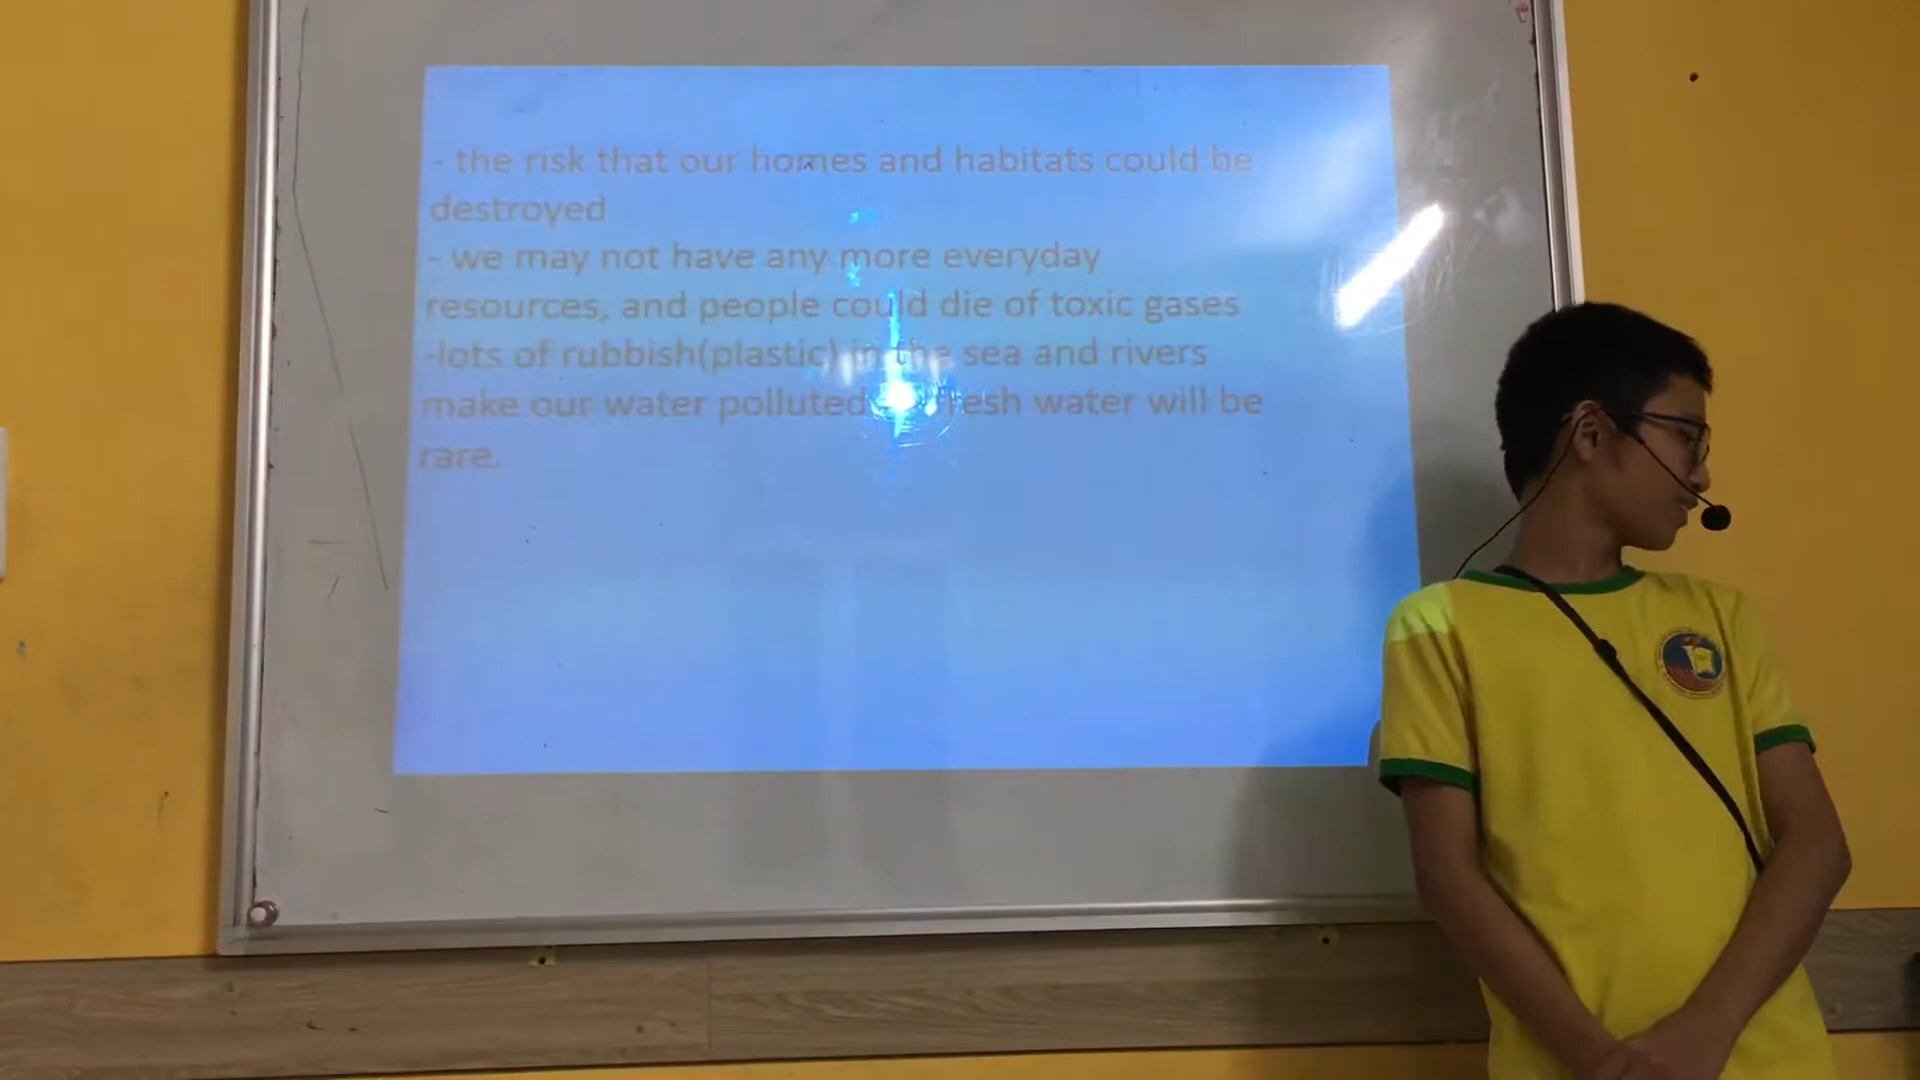 - the risk that our homes and habitats could be
destroyed
- we may not have any more everyday
resources, and people could die of toxic gases
-lots of rubbish(plastic) in the sea and rivers
make our water polluted fresh water will be
rare.